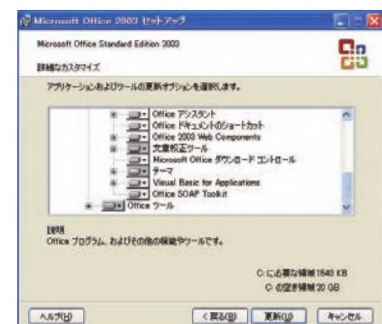 Microsoft Office 2003 セットアップ
Microsoft Office Standard Edition 2003
詳細なカスタマイズ
アプリケーションおよびツールの更新オプションを選択します。
Office アシスタント
Office ドキュメントのショートカット
Office 2003 Web Components
文章校正ツール
Microsoft Office ダウンロード コントロール
テーマ
Visual Basic for Applications
Office SOAP Toolkit
Office ツール
説明
Office プログラム、およびその他の機能やツールです。
C: に必要な領域 1640 KB
C: の空き領域 20 GB
ヘルプ(H)
< 戻る(B)
更新(U)
キャンセル